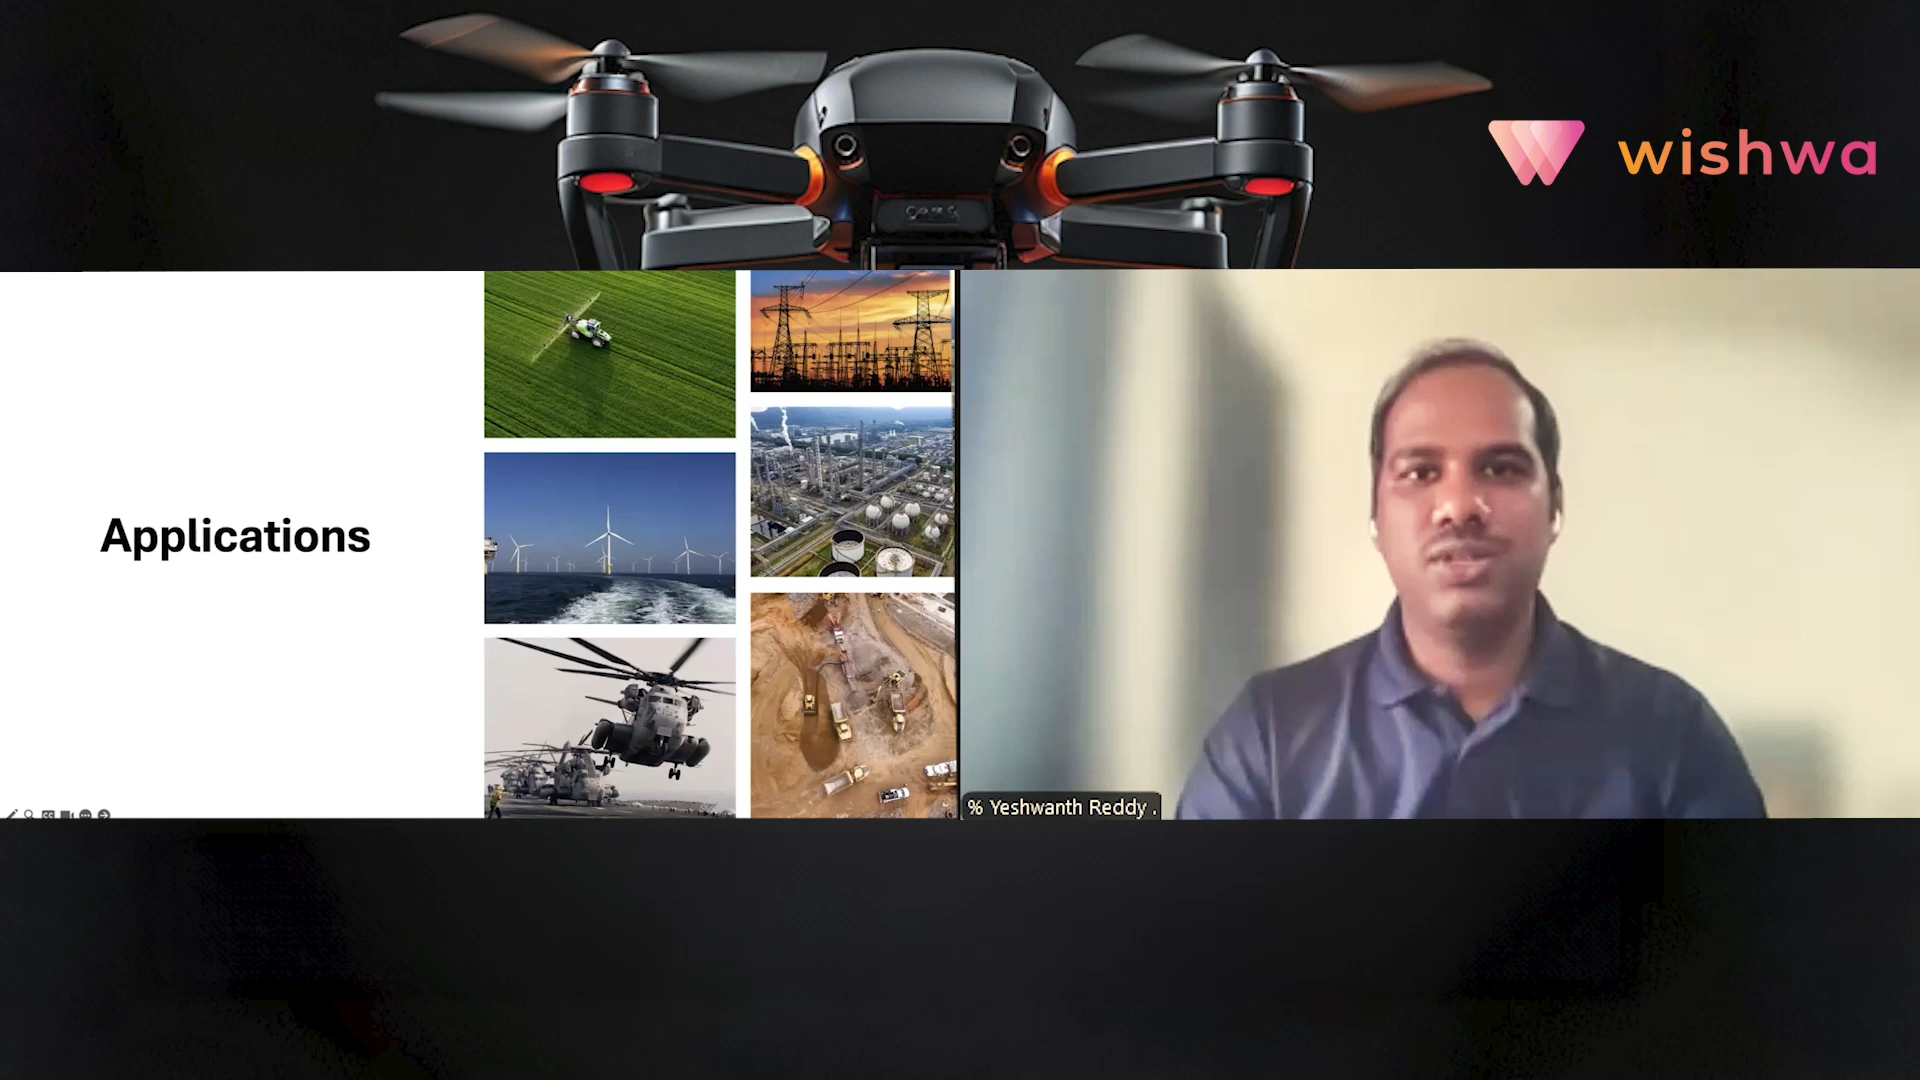 wishwa
Applications
% Yeshwanth Reddy .